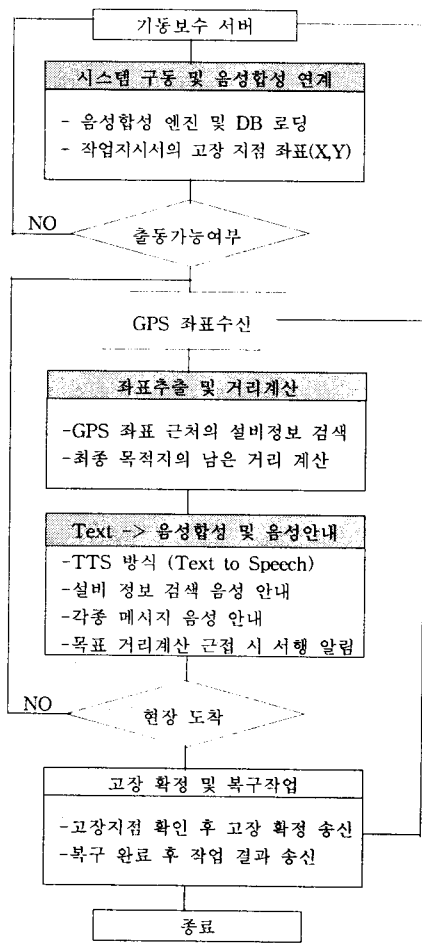 기동보수 서버
시스템 구동 및 음성합성 연계
- 음성합성 엔진 및 DB 로딩
- 작업지시서의 고장 지점 좌표(X,Y)
NO
출동가능여부
GPS 좌표수신
좌표추출 및 거리계산
-GPS 좌표 근처의 설비정보 검색
-최종 목적지의 남은 거리 계산
Text -> 음성합성 및 음성안내
-TTS 방식 (Text to Speech)
-설비 정보 검색 음성 안내
-각종 메시지 음성 안내
-목표 거리계산 근접 시 서행 알림
NO
현장 도착
고장 확정 및 복구작업
-고장지점 확인 후 고장 확정 송신
-복구 완료 후 작업 결과 송신
종료